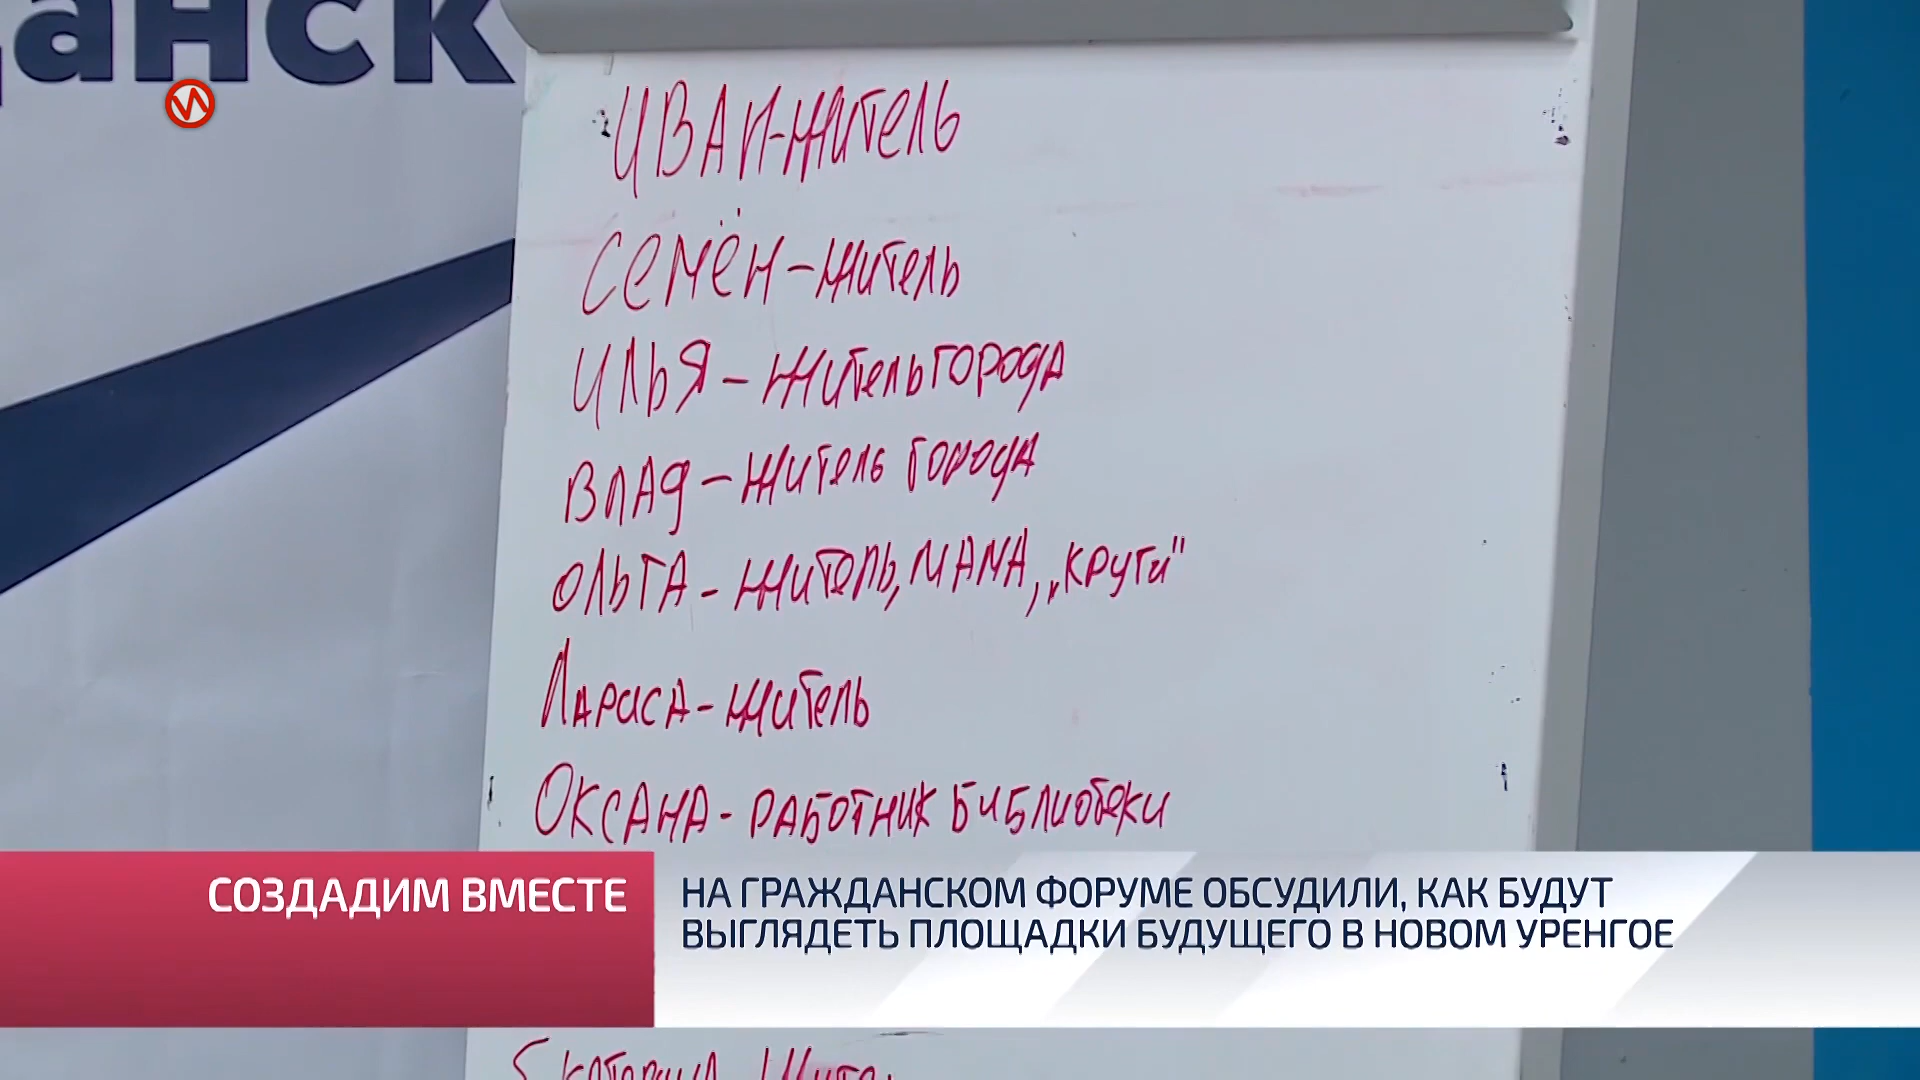 данск
ИВАН-житель
СЕМЁН – житель
ИЛЬЯ – житель города
ВЛАД – житель города
ОЛЬГА – житель, МАМА, „Круги"
ЛАРИСА – житель
ОКСАНА – РАБОТНИК БИБЛИОТЕКИ
СОЗДАДИМ ВМЕСТЕ
НА ГРАЖДАНСКОМ ФОРУМЕ ОБСУДИЛИ, КАК БУДУТ
ВЫГЛЯДЕТЬ ПЛОЩАДКИ БУДУЩЕГО В НОВОМ УРЕНГОЕ